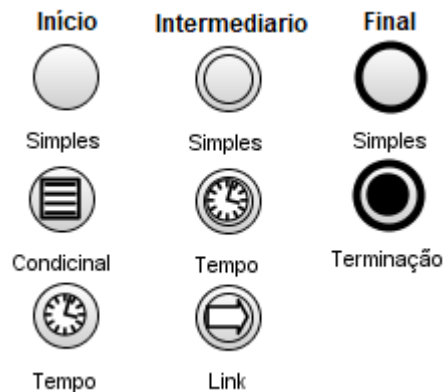 Início Intermediario Final
Simples Simples Simples
Condicinal Tempo Terminação
Tempo Link